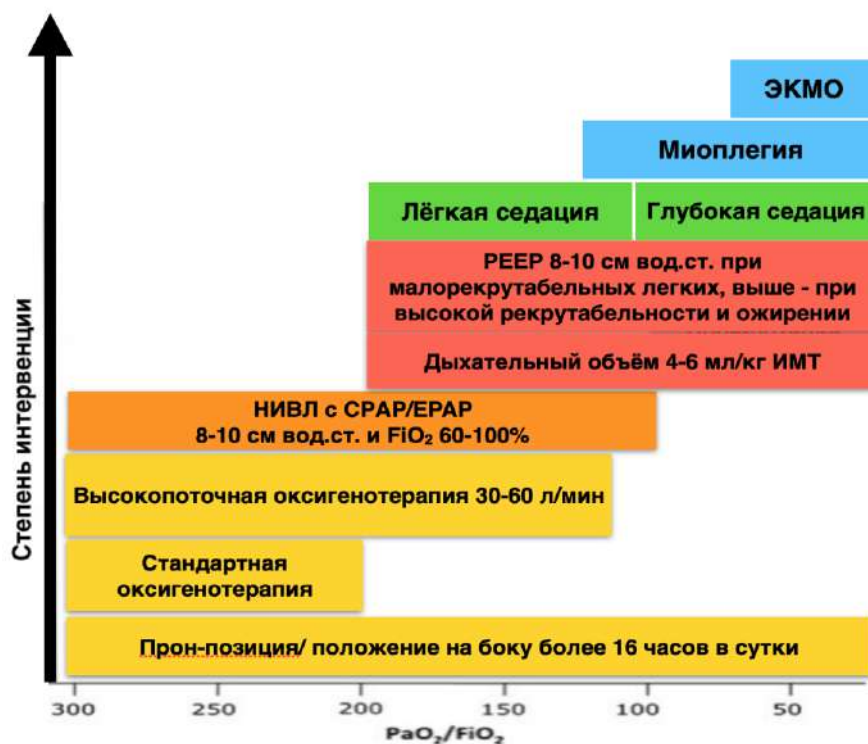 ЭКМО
Миоплегия
Лёгкая седация
Глубокая седация
PEEP 8-10 см вод.ст. при
малорекрутабельных легких, выше - при
высокой рекрутабельности и ожирении
Дыхательный объём 4-6 мл/кг ИМТ
НИВЛ с CPAP/EPAP
8-10 см вод.ст. и FiO₂ 60-100%
Высокопоточная оксигенотерапия 30-60 л/мин
Стандартная
оксигенотерапия
Прон-позиция/ положение на боку более 16 часов в сутки
Степень интервенции
300 250 200 150 100 50
PaO₂/FiO₂